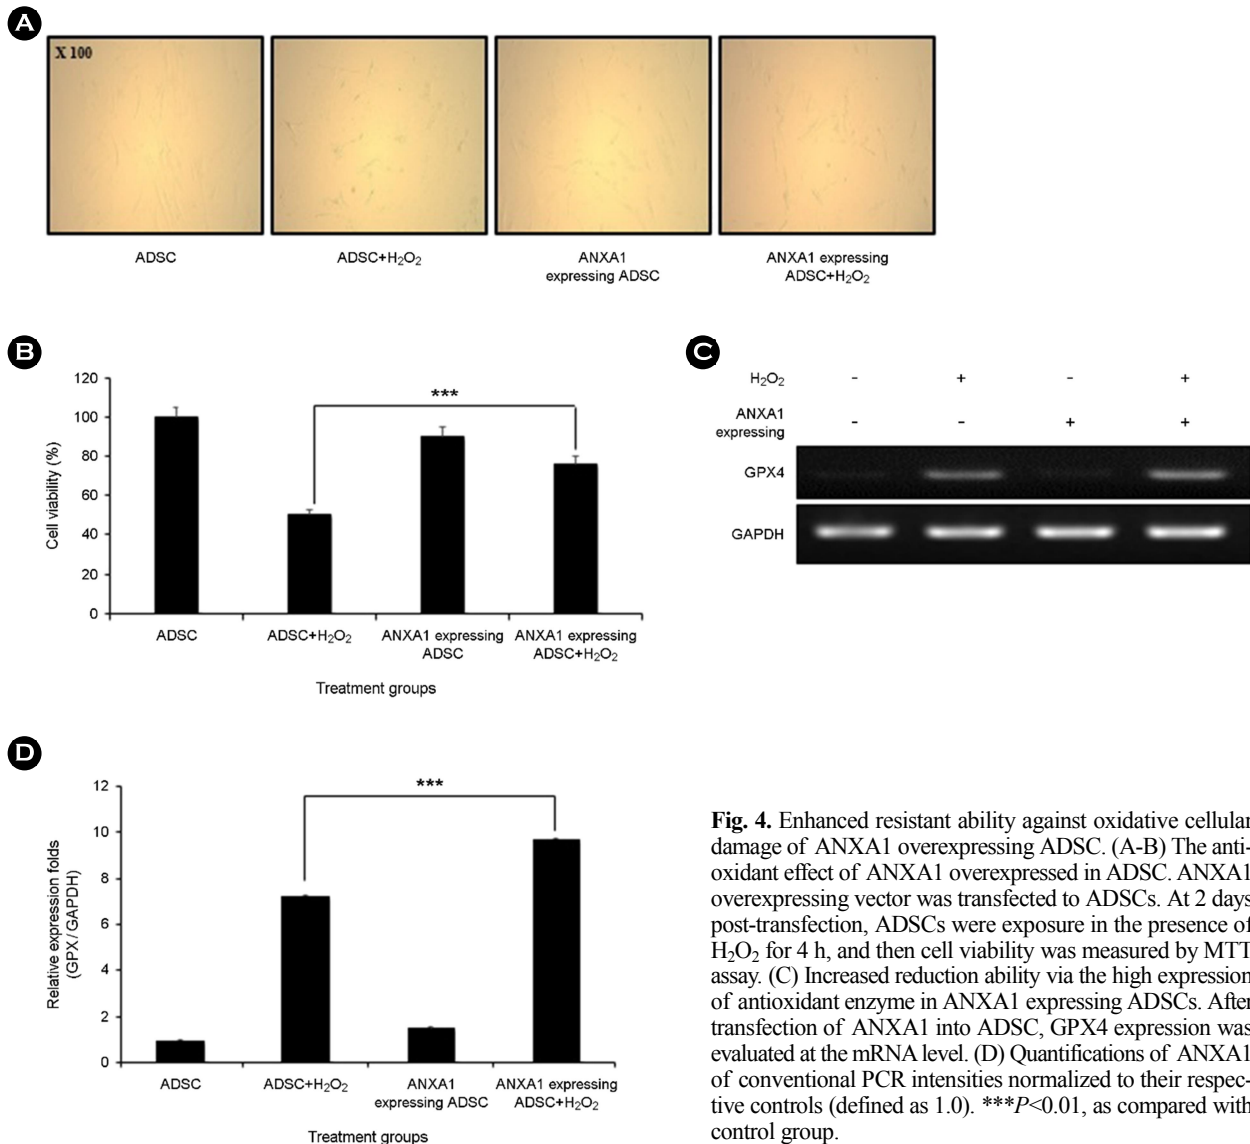 A
X 100
ADSC
ADSC+H₂O₂
ANXA1
expressing ADSC
ANXA1 expressing
ADSC+H₂O₂
B
120
100
80
60
40
20
0
Cell viability (%)
***
ADSC
ADSC+H₂O₂
ANXA1 expressing
ADSC
ANXA1 expressing
ADSC+H₂O₂
Treatment groups
C
H₂O₂ - + - +
ANXA1
expressing - - + +
GPX4
GAPDH
D
12
10
8
6
4
2
0
Relative expression folds
(GPX/GAPDH)
***
ADSC
ADSC+H₂O₂
ANXA1
expressing ADSC
ANXA1 expressing
ADSC+H₂O₂
Treatment groups
Fig. 4. Enhanced resistant ability against oxidative cellular
damage of ANXA1 overexpressing ADSC. (A-B) The anti-
oxidant effect of ANXA1 overexpressed in ADSC. ANXA1
overexpressing vector was transfected to ADSCs. At 2 days
post-transfection, ADSCs were exposure in the presence of
H₂O₂ for 4 h, and then cell viability was measured by MTT
assay. (C) Increased reduction ability via the high expression
of antioxidant enzyme in ANXA1 expressing ADSCs. After
transfection of ANXA1 into ADSC, GPX4 expression was
evaluated at the mRNA level. (D) Quantifications of ANXA1
of conventional PCR intensities normalized to their respec-
tive controls (defined as 1.0). ***P<0.01, as compared with
control group.